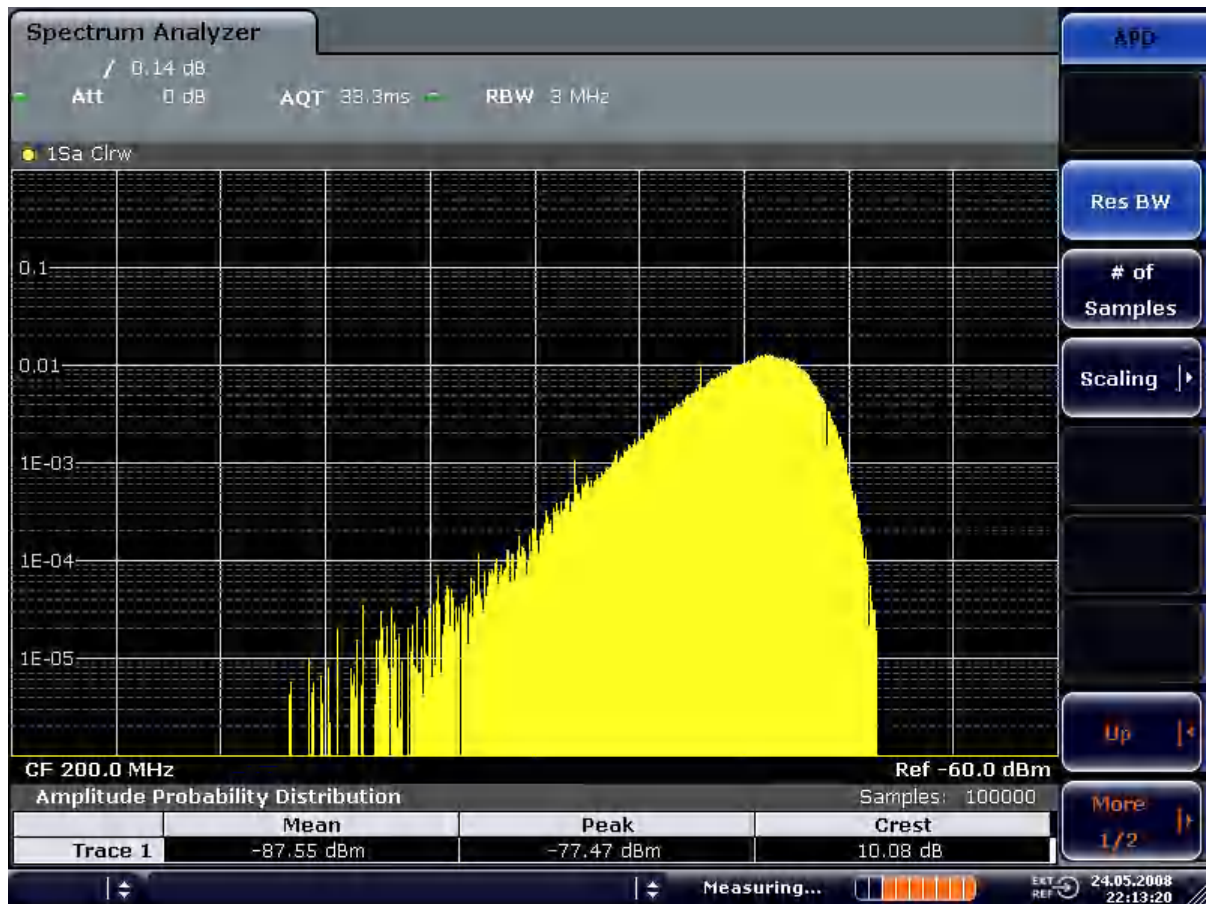 Spectrum Analyzer
/ 0.14 dB
Att 0 dB AQT 33.3ms RBW 3 MHz
1Sa Clrw
0.1
0.01
1E-03
1E-04
1E-05
CF 200.0 MHz Ref -60.0 dBm
Amplitude Probability Distribution Samples: 100000
Mean Peak Crest
Trace 1 -87.55 dBm -77.47 dBm 10.08 dB
Measuring... EXT REF 24.05.2008
22:13:20
APD
Res BW
# of
Samples
Scaling
Up
More
1/2